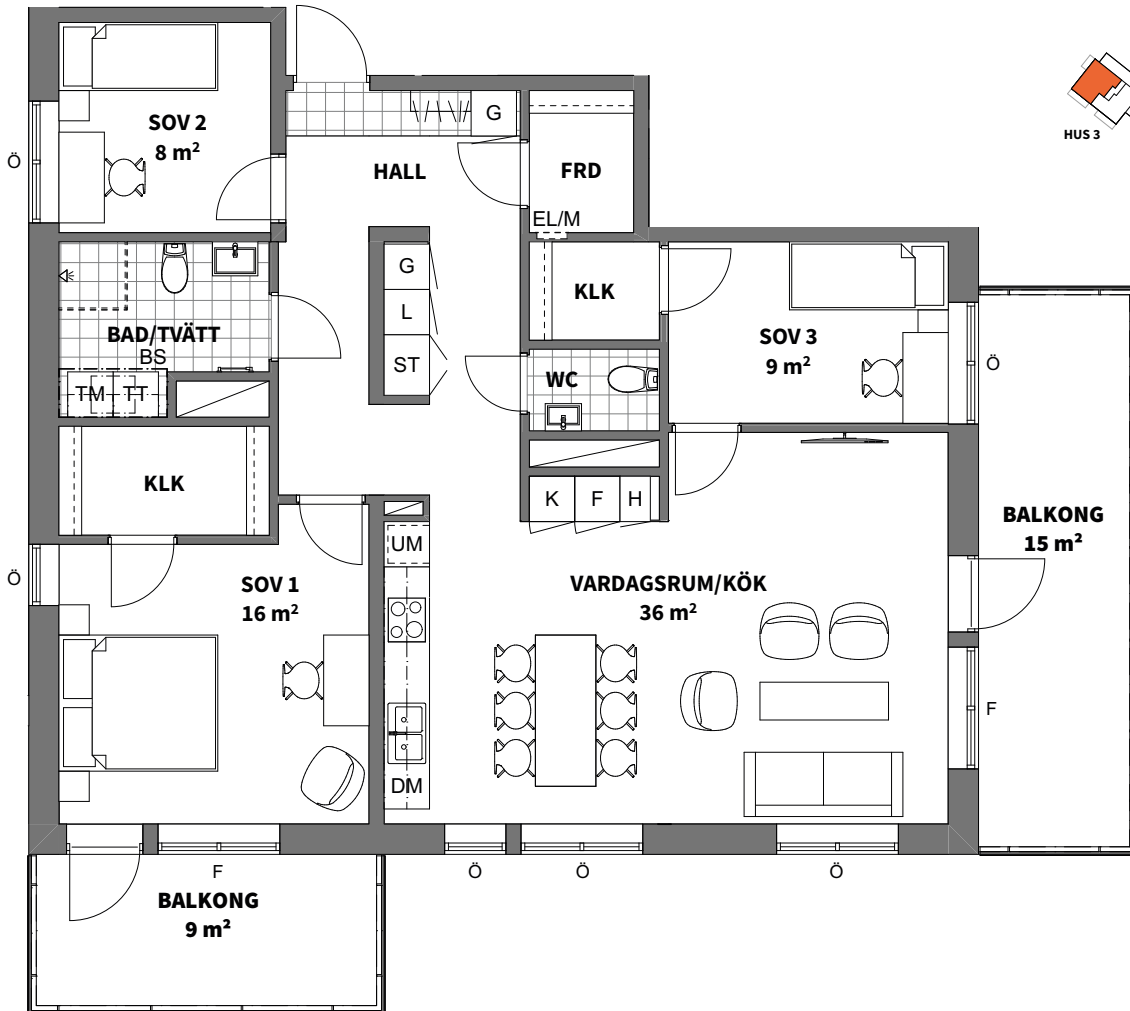 HUS 3
SOV 2
8 m²
Ö
G
HALL
FRD
EL/M
G
L
ST
KLK
BAD/TVÄTT
BS
TM
TT
WC
SOV 3
9 m²
Ö
KLK
K
F
H
BALKONG
15 m²
UM
VARDAGSRUM/KÖK
36 m²
Ö
SOV 1
16 m²
F
DM
F
Ö
Ö
Ö
BALKONG
9 m²